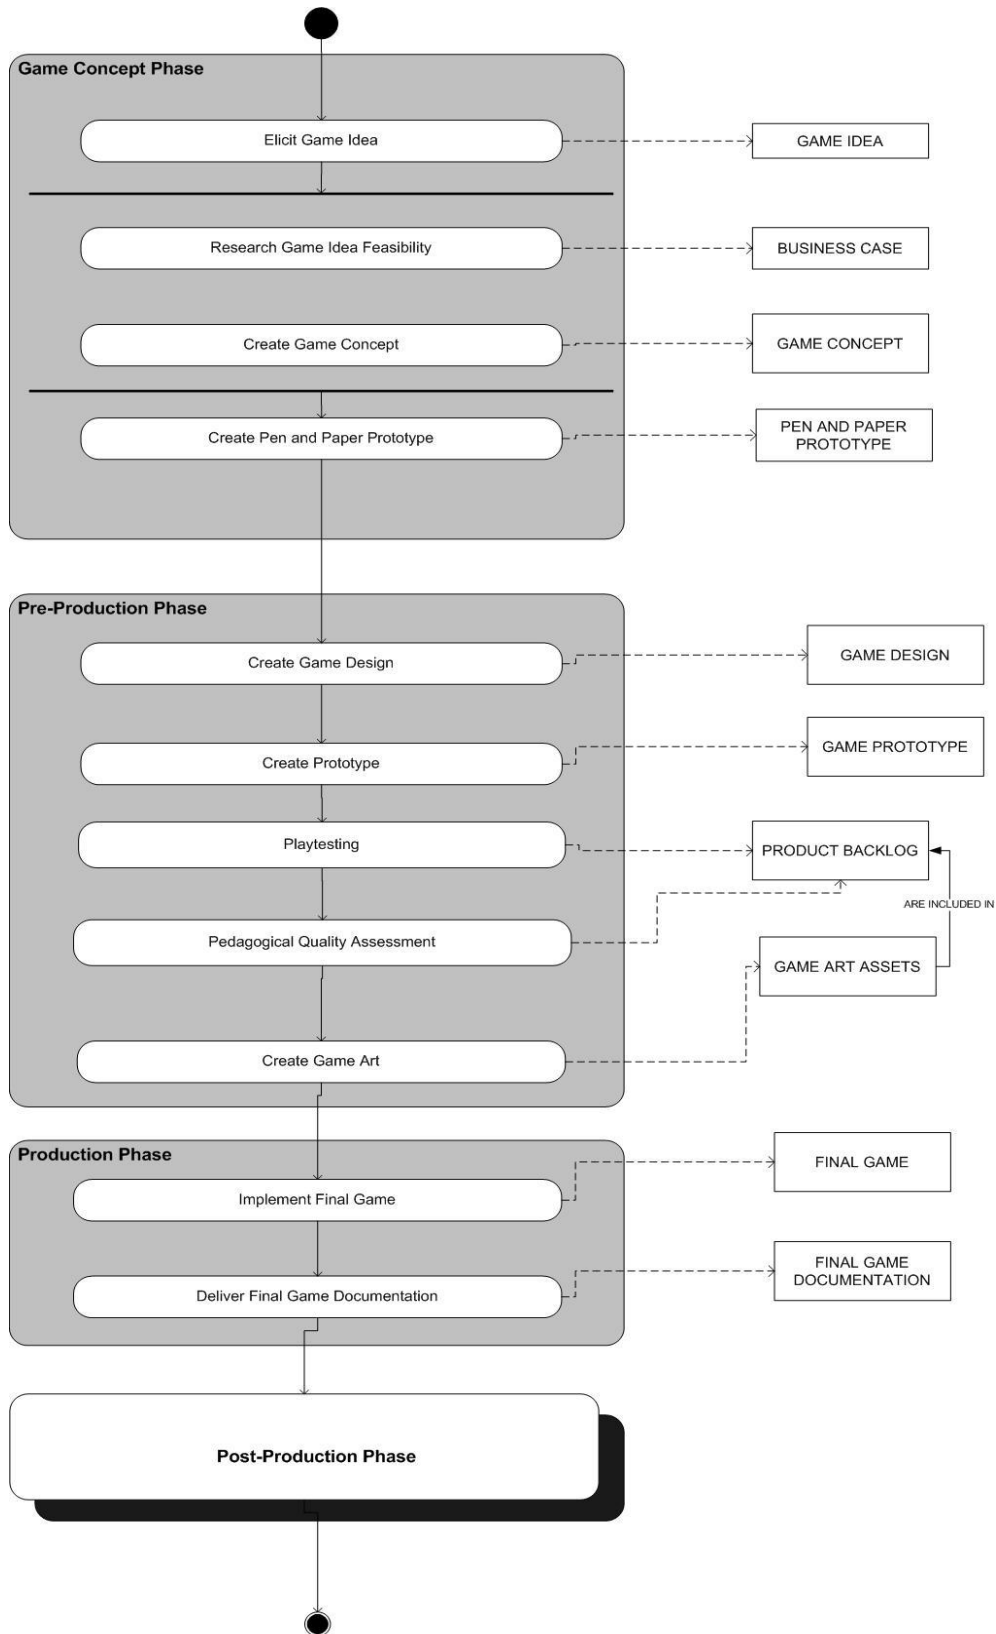 Game Concept Phase
Elicit Game Idea
GAME IDEA
Research Game Idea Feasibility
BUSINESS CASE
Create Game Concept
GAME CONCEPT
Create Pen and Paper Prototype
PEN AND PAPER
PROTOTYPE
Pre-Production Phase
Create Game Design
GAME DESIGN
Create Prototype
GAME PROTOTYPE
Playtesting
PRODUCT BACKLOG
ARE INCLUDED IN
Pedagogical Quality Assessment
GAME ART ASSETS
Create Game Art
Production Phase
FINAL GAME
Implement Final Game
FINAL GAME
DOCUMENTATION
Deliver Final Game Documentation
Post-Production Phase